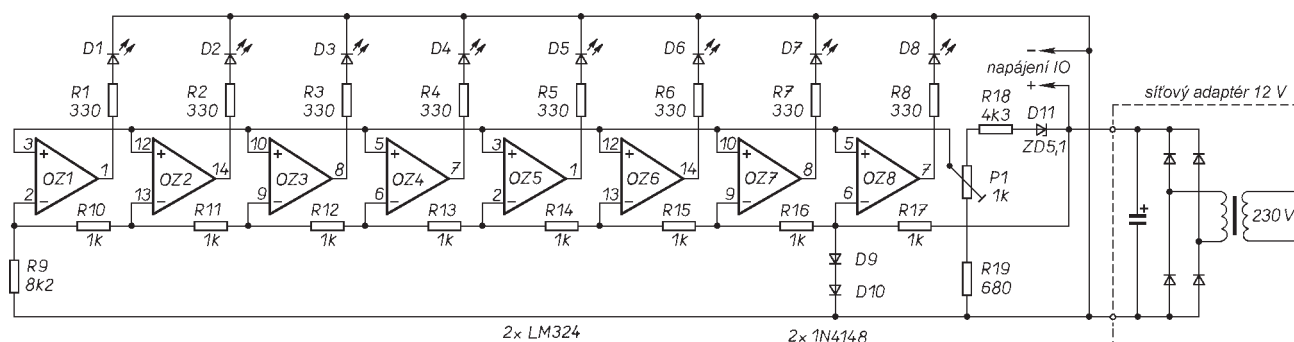 D1 D2 D3 D4 D5 D6 D7 D8
R1 R2 R3 R4 R5 R6 R7 R8
330 330 330 330 330 330 330 330
−
napájení IO
+
síťový adaptér 12 V
R18 D11
4k3 ZD5,1
3 12 10 5 3 12 10 5
+ + + + + + + +
OZ1 OZ2 OZ3 OZ4 OZ5 OZ6 OZ7 OZ8
1 14 8 7 1 14 8 7
2 13 9 6 2 13 9 6
− − − − − − − −
P1
1k
+
230 V
R10 R11 R12 R13 R14 R15 R16 R17
1k 1k 1k 1k 1k 1k 1k 1k
R9
8k2
D9
D10
R19
680
2x LM324
2x 1N4148